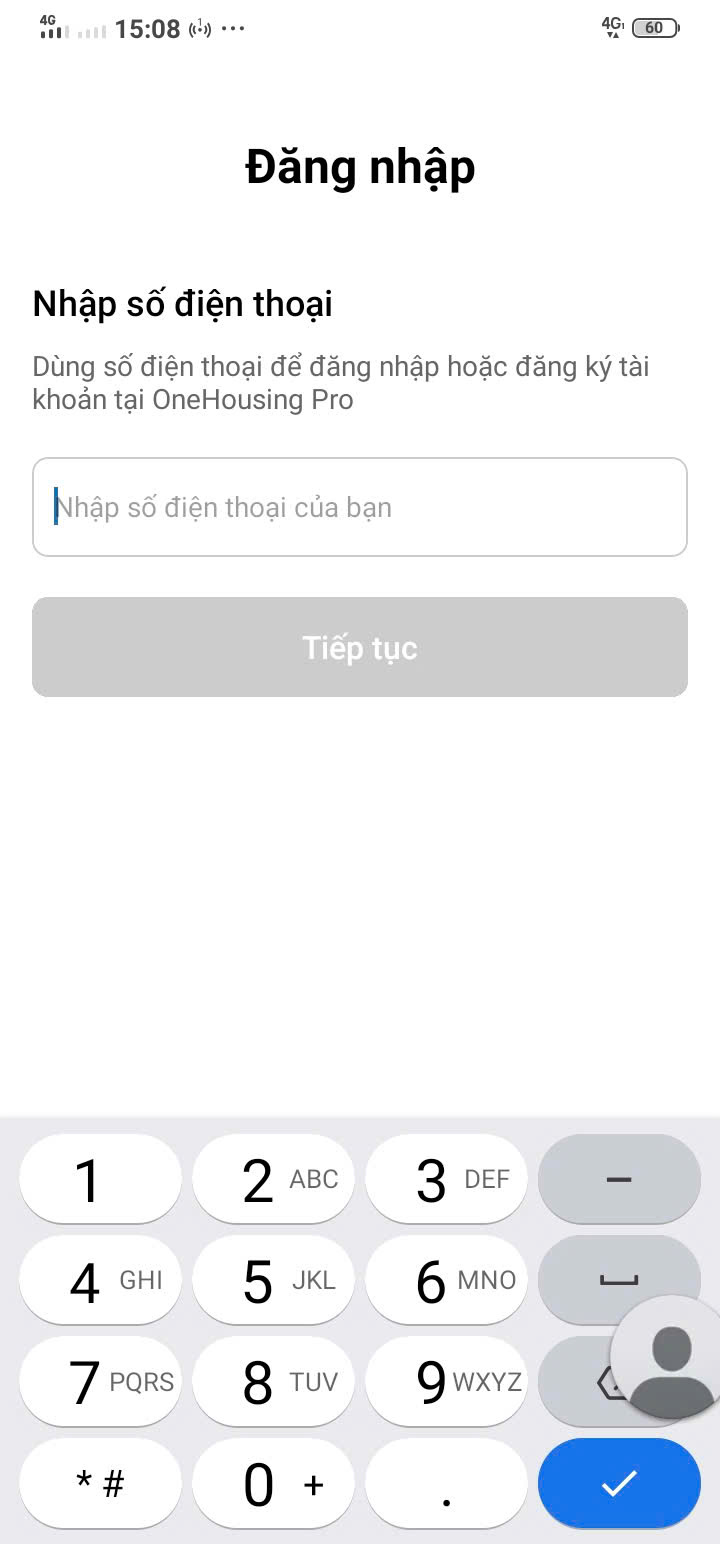 4G 15:08 ... 4G 60
Đăng nhập
Nhập số điện thoại
Dùng số điện thoại để đăng nhập hoặc đăng ký tài
khoản tại OneHousing Pro
Nhập số điện thoại của bạn
Tiếp tục
1 2 ABC 3 DEF –
4 GHI 5 JKL 6 MNO
7 PQRS 8 TUV 9 WXYZ
* # 0 + .